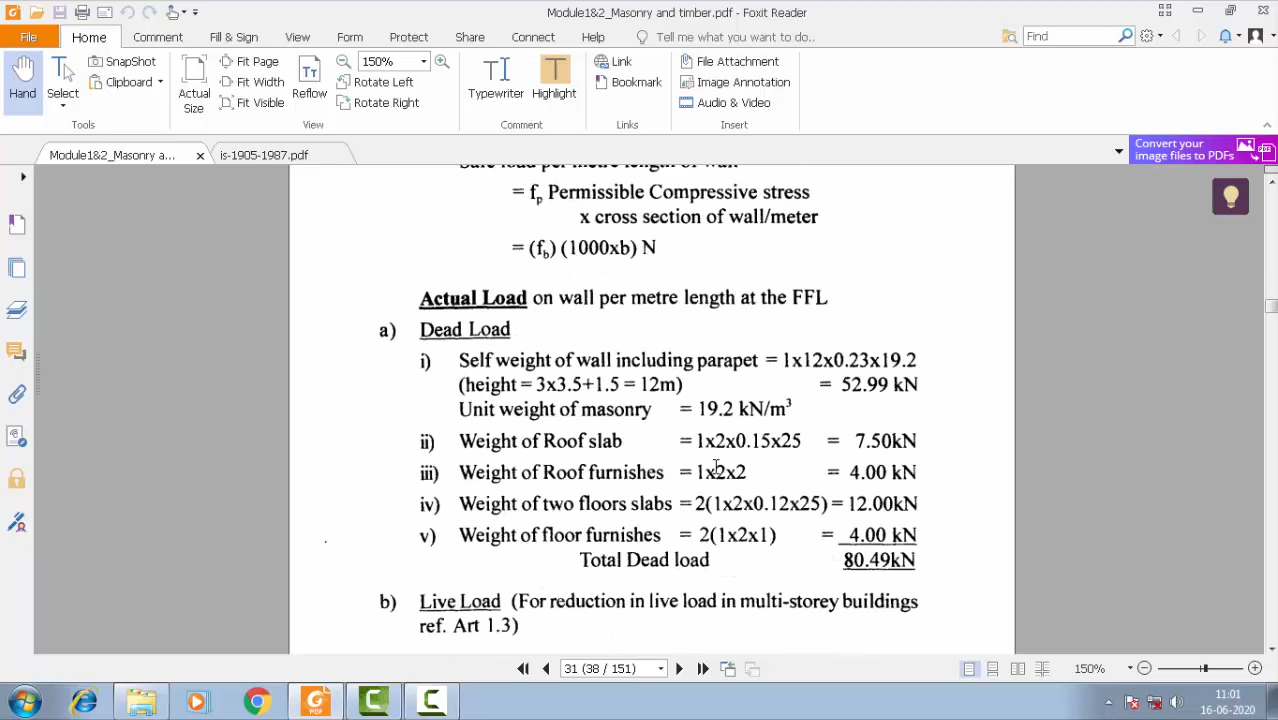 Module1&2_Masonry and timber.pdf - Foxit Reader
File Home Comment Fill & Sign View Form Protect Share Connect Help Tell me what you want to do.. Find
Hand
Select
SnapShot
Clipboard
Tools
Actual Size
Fit Page
Fit Width
Fit Visible
Reflow
150%
Rotate Left
Rotate Right
View
Typewriter
Highlight
Comment
Link
Bookmark
Links
File Attachment
Image Annotation
Audio & Video
Insert
Module1&2_Masonry a... is-1905-1987.pdf
Convert your
image files to PDFs
Safe load per metre length of wall
= fp Permissible Compressive stress
x cross section of wall/meter
= (fb) (1000xb) N
Actual Load on wall per metre length at the FFL
a) Dead Load
i) Self weight of wall including parapet = 1x12x0.23x19.2
(height = 3x3.5+1.5 = 12m) = 52.99 kN
Unit weight of masonry = 19.2 kN/m³
ii) Weight of Roof slab = 1x2x0.15x25 = 7.50kN
iii) Weight of Roof furnishes = 1x2x2 = 4.00 kN
iv) Weight of two floors slabs = 2(1x2x0.12x25) = 12.00kN
v) Weight of floor furnishes = 2(1x2x1) = 4.00 kN
Total Dead load 80.49kN
b) Live Load (For reduction in live load in multi-storey buildings
ref. Art 1.3)
31 (38 / 151)
150%
11:01
16-06-2020